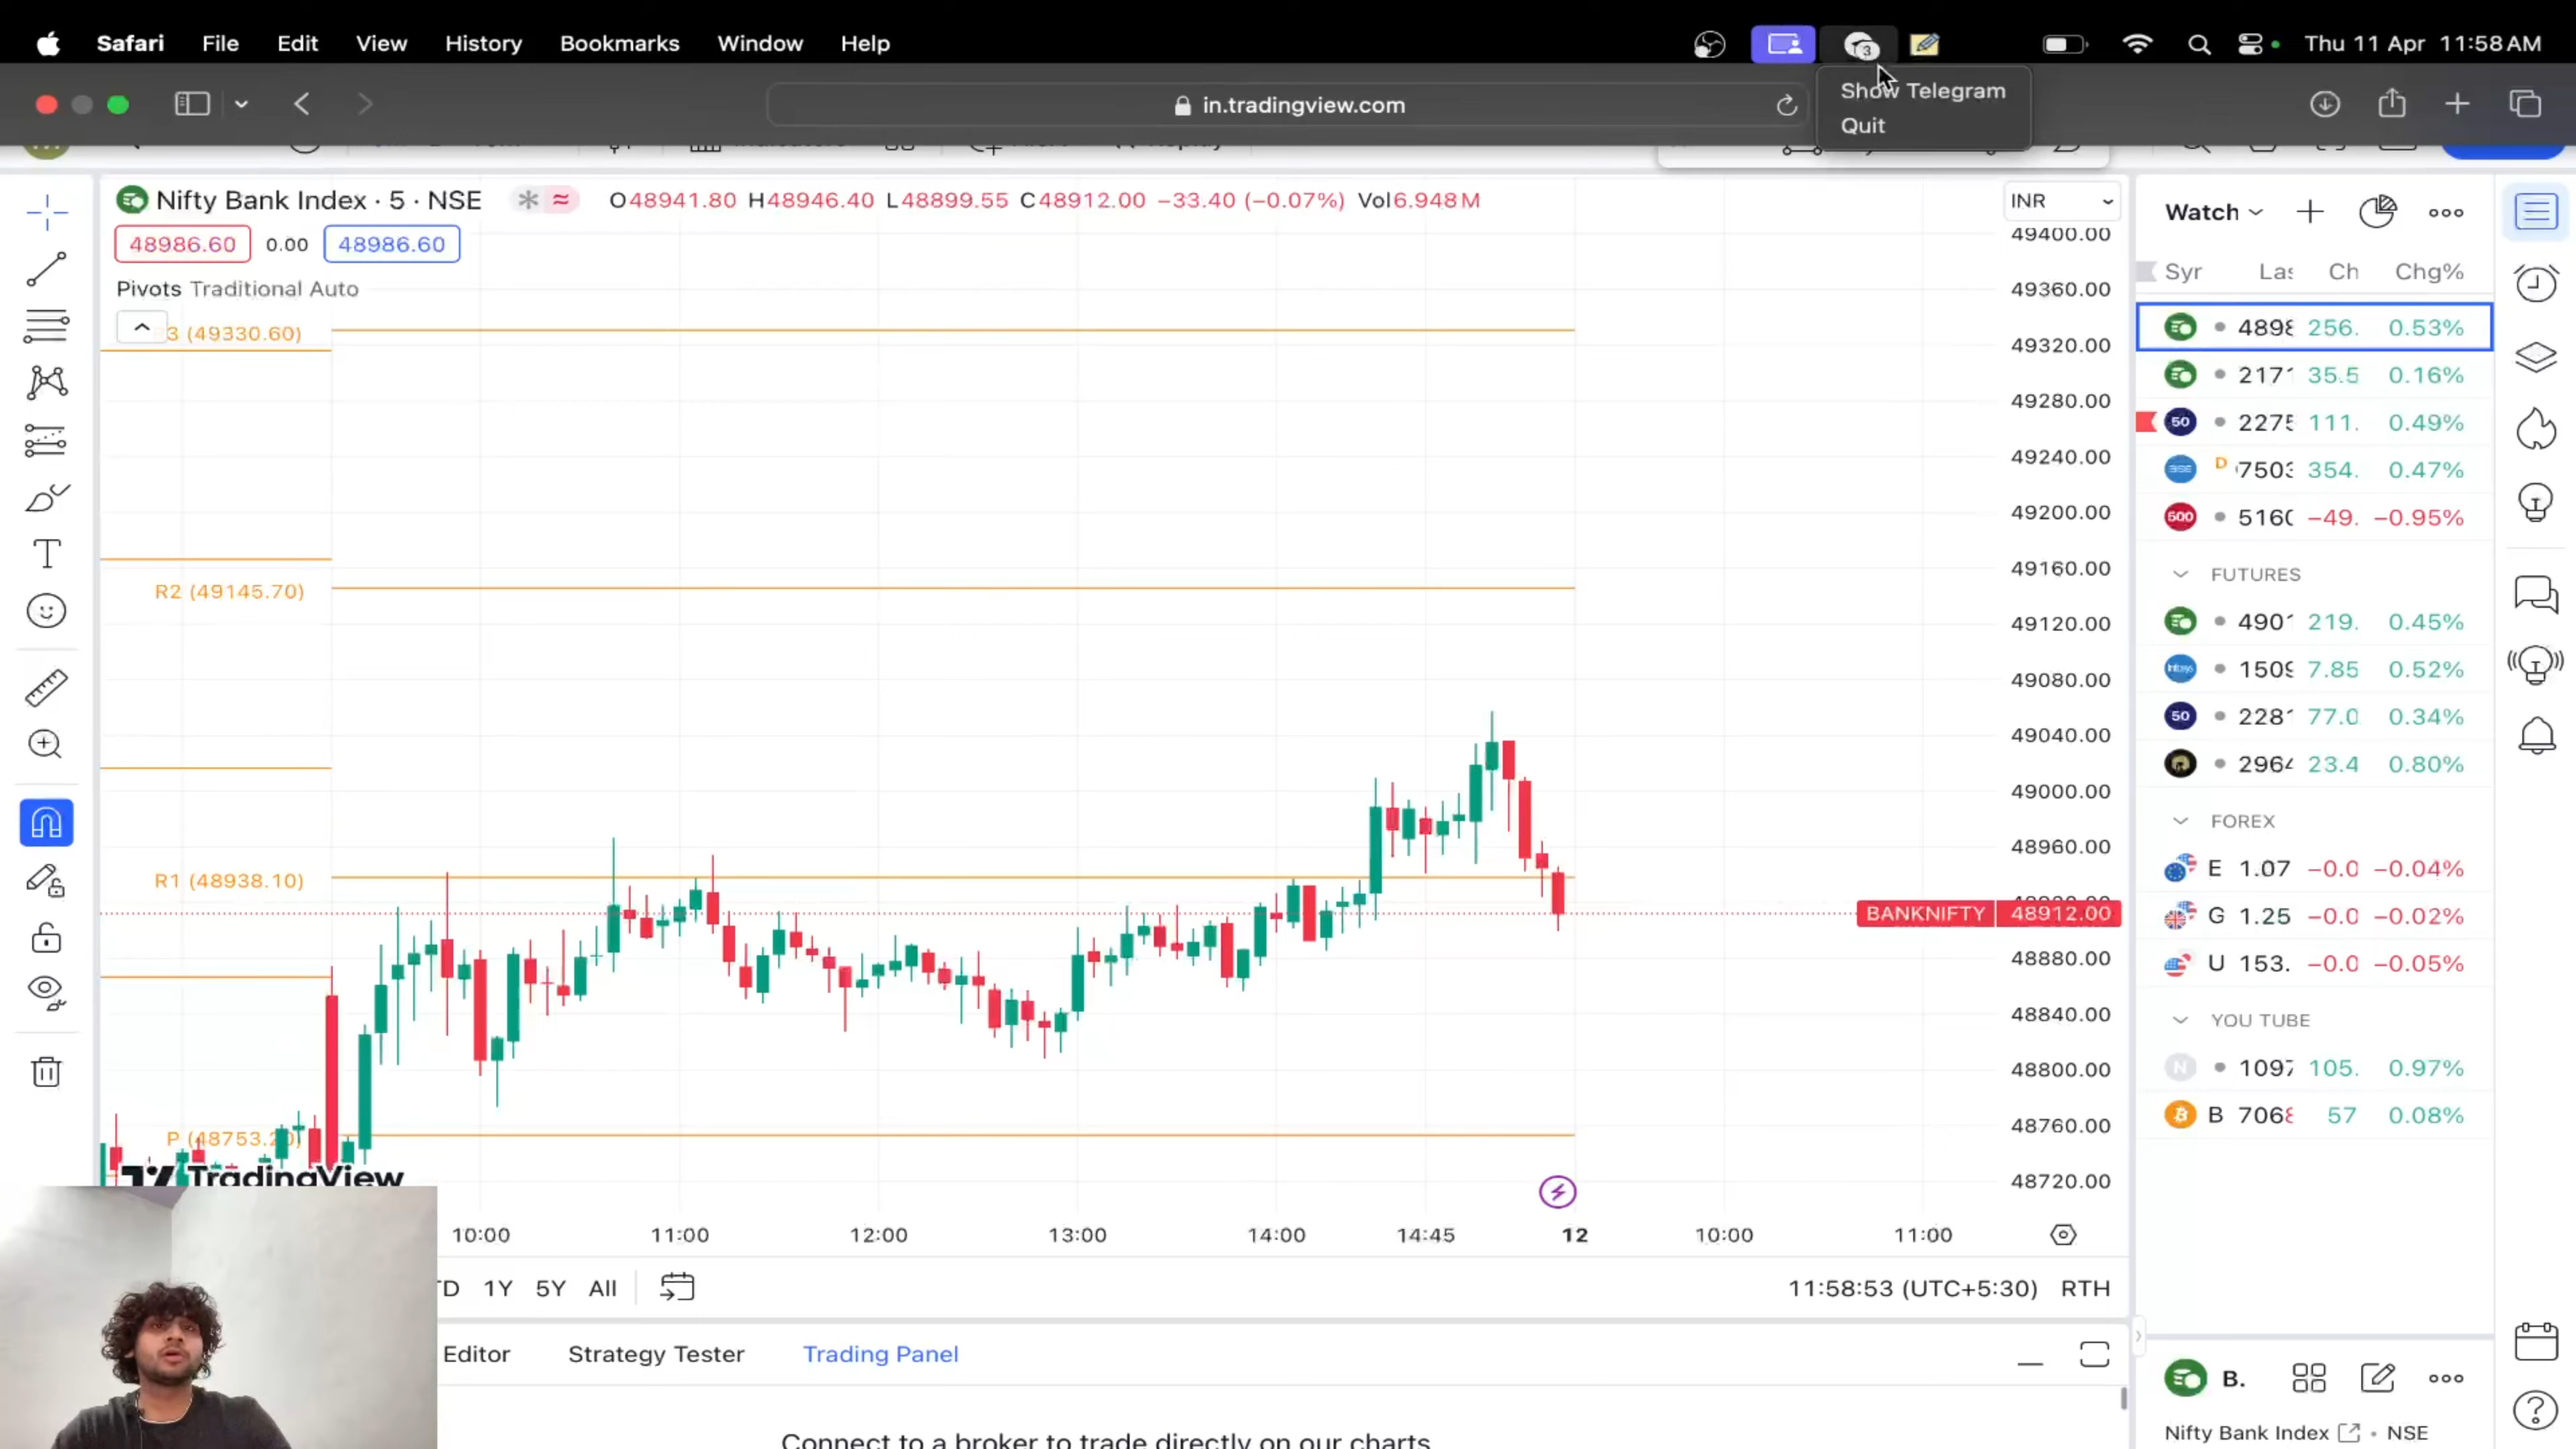 Safari File Edit View History Bookmarks Window Help
3
Thu 11 Apr 11:58 AM
in.tradingview.com
Show Telegram
Quit
Nifty Bank Index · 5 · NSE
O48941.80 H48946.40 L48899.55 C48912.00 −33.40 (−0.07%) Vol6.948 M
48986.60 0.00 48986.60
Pivots Traditional Auto
3 (49330.60)
R2 (49145.70)
R1 (48938.10)
P (48753.20)
TradingView
INR
49400.00
49360.00
49320.00
49280.00
49240.00
49200.00
49160.00
49120.00
49080.00
49040.00
49000.00
48960.00
BANKNIFTY 48912.00
48880.00
48840.00
48800.00
48760.00
48720.00
10:00 11:00 12:00 13:00 14:00 14:45 12 10:00 11:00
1Y 5Y All
11:58:53 (UTC+5:30) RTH
Editor Strategy Tester Trading Panel
Connect to a broker to trade directly on our charts
Watch
Syr Las Ch Chg%
4898 256. 0.53%
2171 35.5 0.16%
50 2275 111. 0.49%
D 7503 354. 0.47%
500 5160 −49. −0.95%
FUTURES
4901 219. 0.45%
1509 7.85 0.52%
50 2281 77.0 0.34%
2964 23.4 0.80%
FOREX
E 1.07 −0.0 −0.04%
G 1.25 −0.0 −0.02%
U 153. −0.0 −0.05%
YOU TUBE
N 1097 105. 0.97%
B 7068 57 0.08%
B.
Nifty Bank Index • NSE